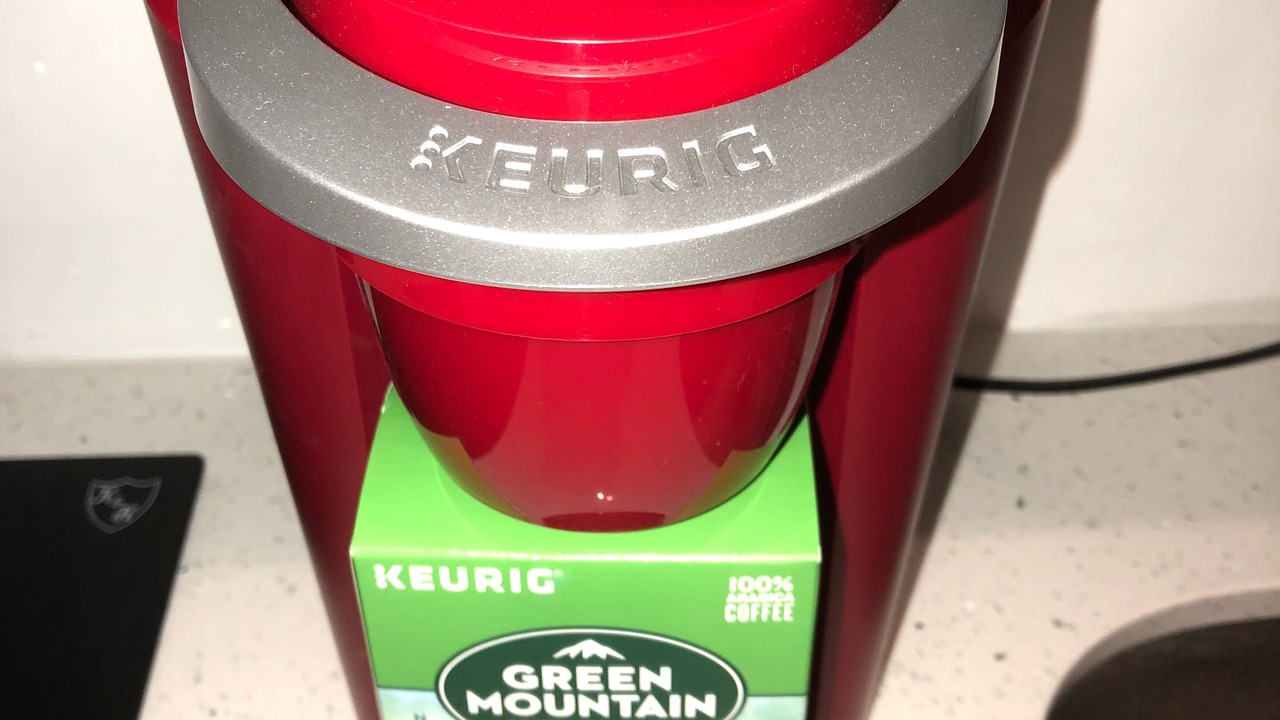 KEURIG
KEURIG
100%
ARABICA
COFFEE
GREEN
MOUNTAIN